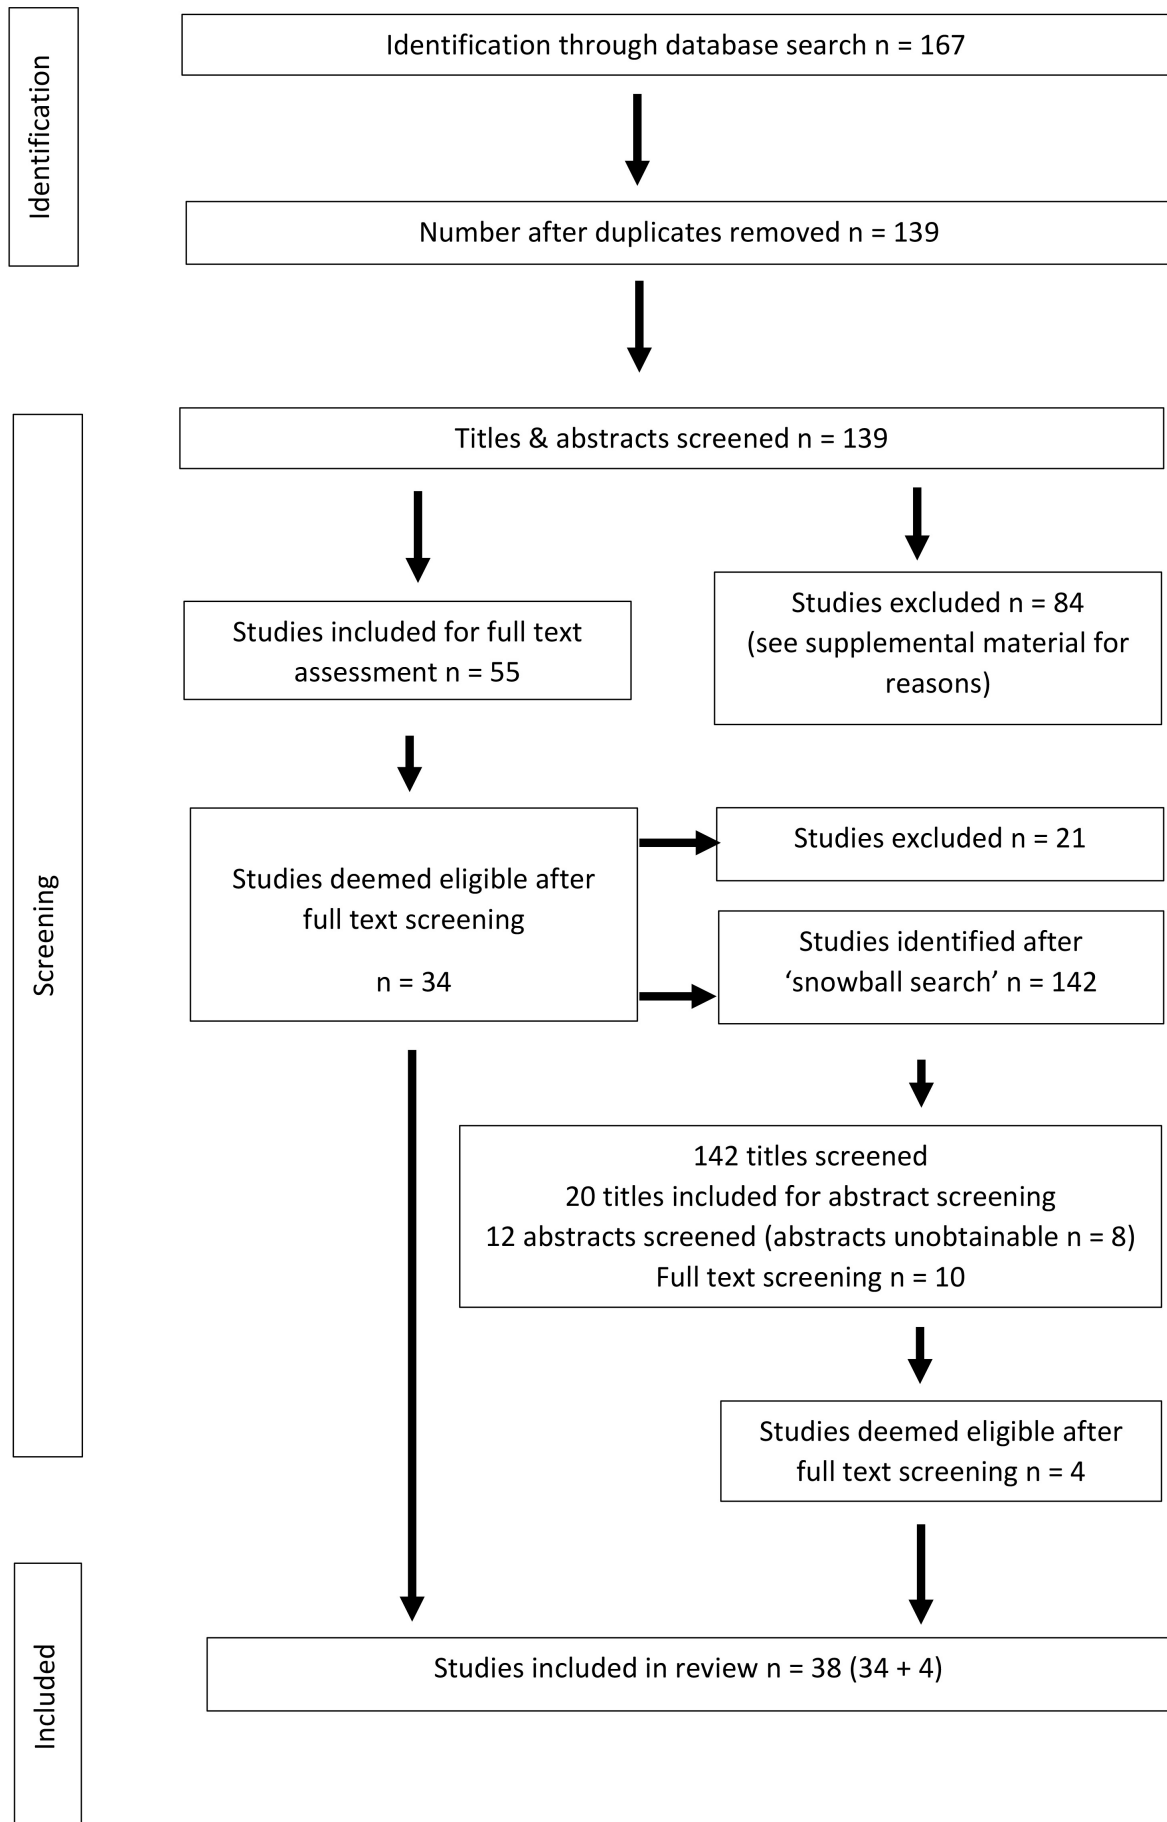 Identification
Identification through database search n = 167
Number after duplicates removed n = 139
Screening
Titles & abstracts screened n = 139
Studies included for full text
assessment n = 55
Studies excluded n = 84
(see supplemental material for
reasons)
Studies deemed eligible after
full text screening
n = 34
Studies excluded n = 21
Studies identified after
‘snowball search’ n = 142
142 titles screened
20 titles included for abstract screening
12 abstracts screened (abstracts unobtainable n = 8)
Full text screening n = 10
Studies deemed eligible after
full text screening n = 4
Included
Studies included in review n = 38 (34 + 4)